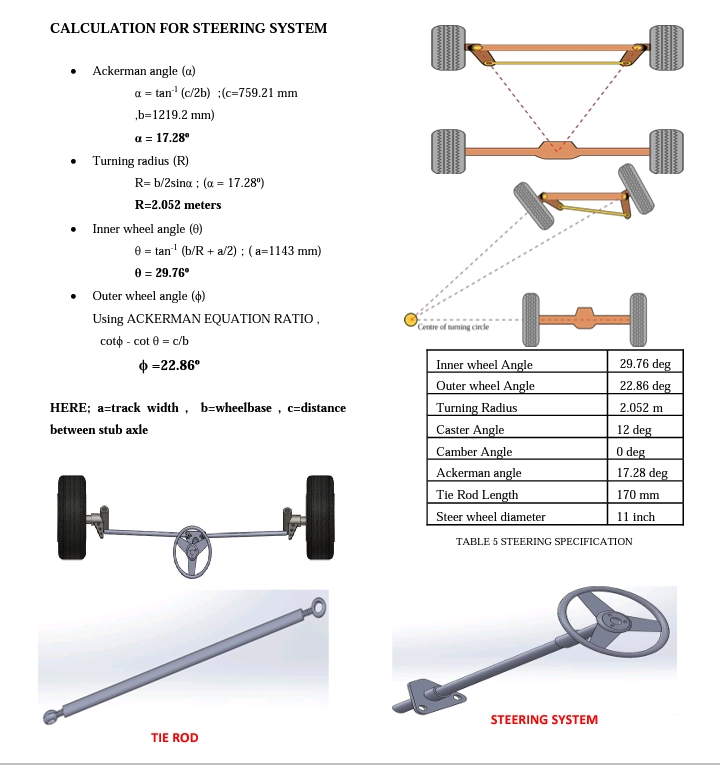 CALCULATION FOR STEERING SYSTEM
• Ackerman angle (α)
α = tan⁻¹ (c/2b) ;(c=759.21 mm
,b=1219.2 mm)
α = 17.28º
• Turning radius (R)
R= b/2sinα ; (α = 17.28º)
R=2.052 meters
• Inner wheel angle (θ)
θ = tan⁻¹ (b/R + a/2) ; ( a=1143 mm)
θ = 29.76º
• Outer wheel angle (ϕ)
Using ACKERMAN EQUATION RATIO ,
cotϕ - cot θ = c/b
ϕ =22.86º
HERE; a=track width , b=wheelbase , c=distance
between stub axle
Centre of turning circle
Inner wheel Angle 29.76 deg
Outer wheel Angle 22.86 deg
Turning Radius 2.052 m
Caster Angle 12 deg
Camber Angle 0 deg
Ackerman angle 17.28 deg
Tie Rod Length 170 mm
Steer wheel diameter 11 inch
TABLE 5 STEERING SPECIFICATION
TIE ROD
STEERING SYSTEM